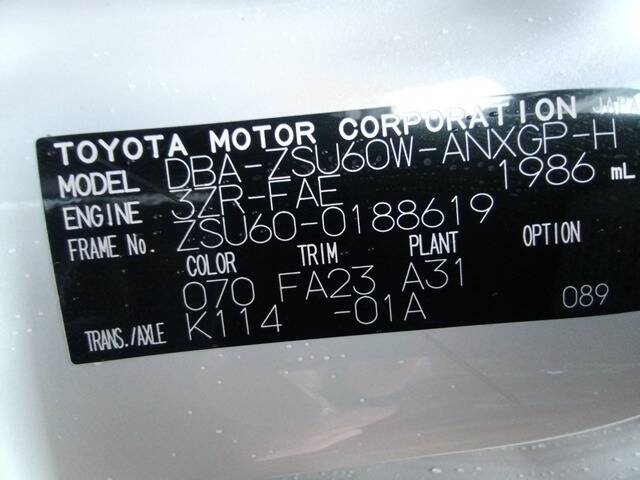 TOYOTA MOTOR CORPORATION JAPAN
MODEL DBA-ZSU60W-ANXGP-H
ENGINE 3ZR-FAE 1986 mL
FRAME No. ZSU60-0188619
COLOR TRIM PLANT OPTION
070 FA23 A31
TRANS./AXLE K114 -01A 089